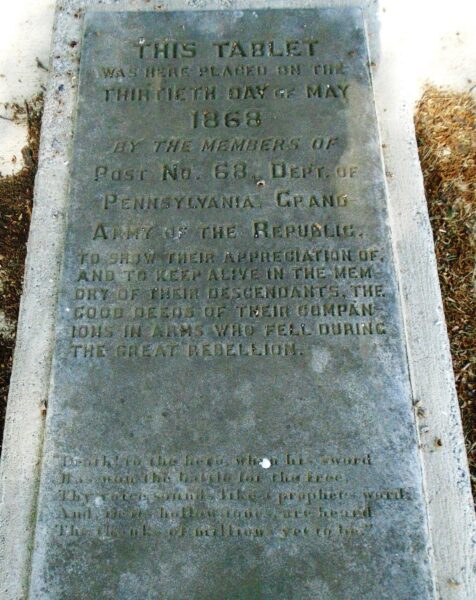 THIS TABLET
WAS HERE PLACED ON THE
THIRTIETH DAY OF MAY
1868
BY THE MEMBERS OF
POST NO. 68, DEPT. OF
PENNSYLVANIA, GRAND
ARMY OF THE REPUBLIC,
TO SHOW THEIR APPRECIATION OF,
AND TO KEEP ALIVE IN THE MEM-
ORY OF THEIR DESCENDANTS, THE
GOOD DEEDS OF THEIR COMPAN-
IONS IN ARMS WHO FELL DURING
THE GREAT REBELLION.
"Death! to the hero, when his sword
Has won the battle for the free
Thy voice sounds like a prophets word,
And in its hollow tones, are heard
The thanks of millions yet to be."